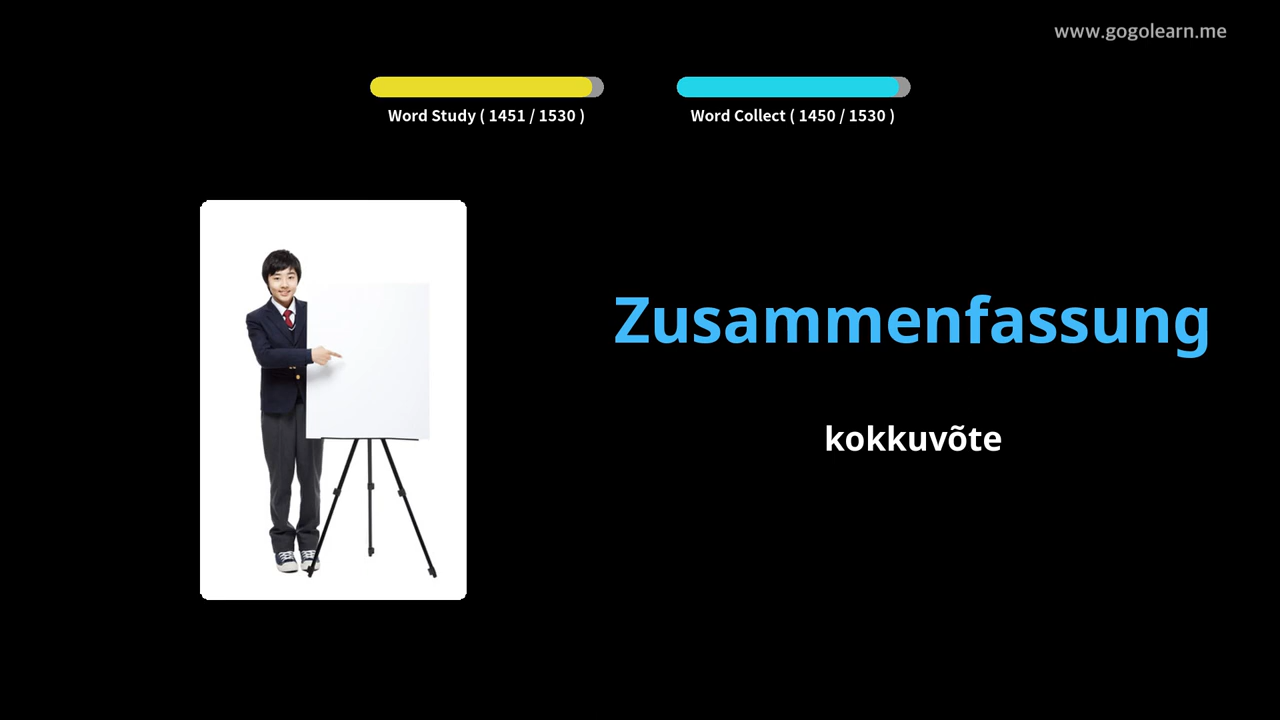 www.gogolearn.me
Word Study ( 1451 / 1530 )
Word Collect ( 1450 / 1530 )
Zusammenfassung
kokkuvõte